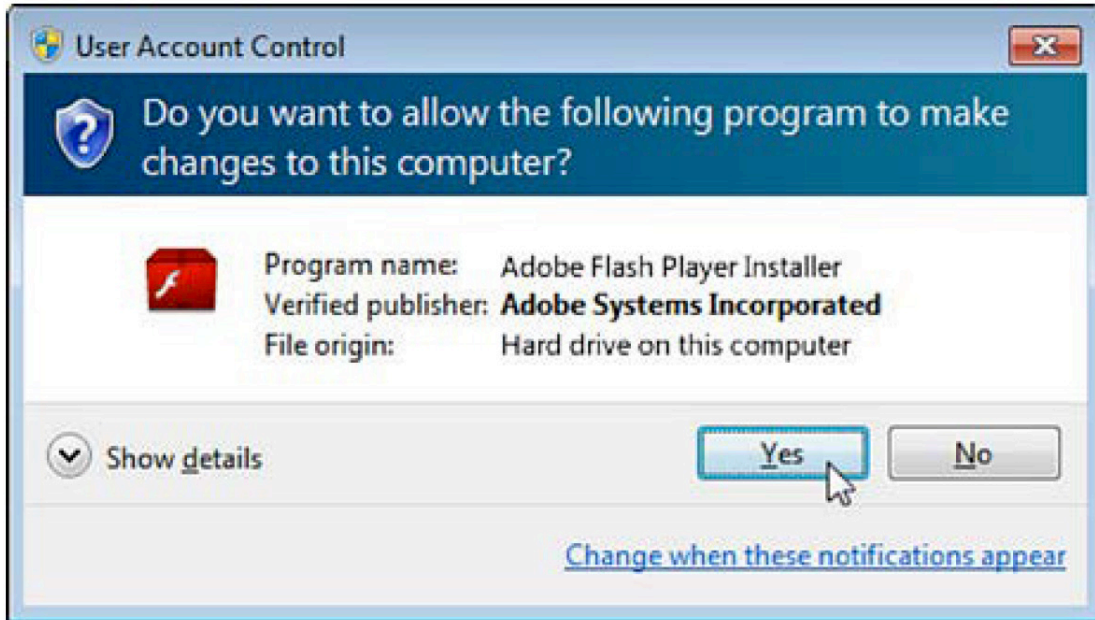 User Account Control
Do you want to allow the following program to make
changes to this computer?
Program name: Adobe Flash Player Installer
Verified publisher: Adobe Systems Incorporated
File origin: Hard drive on this computer
Show details
Yes No
Change when these notifications appear